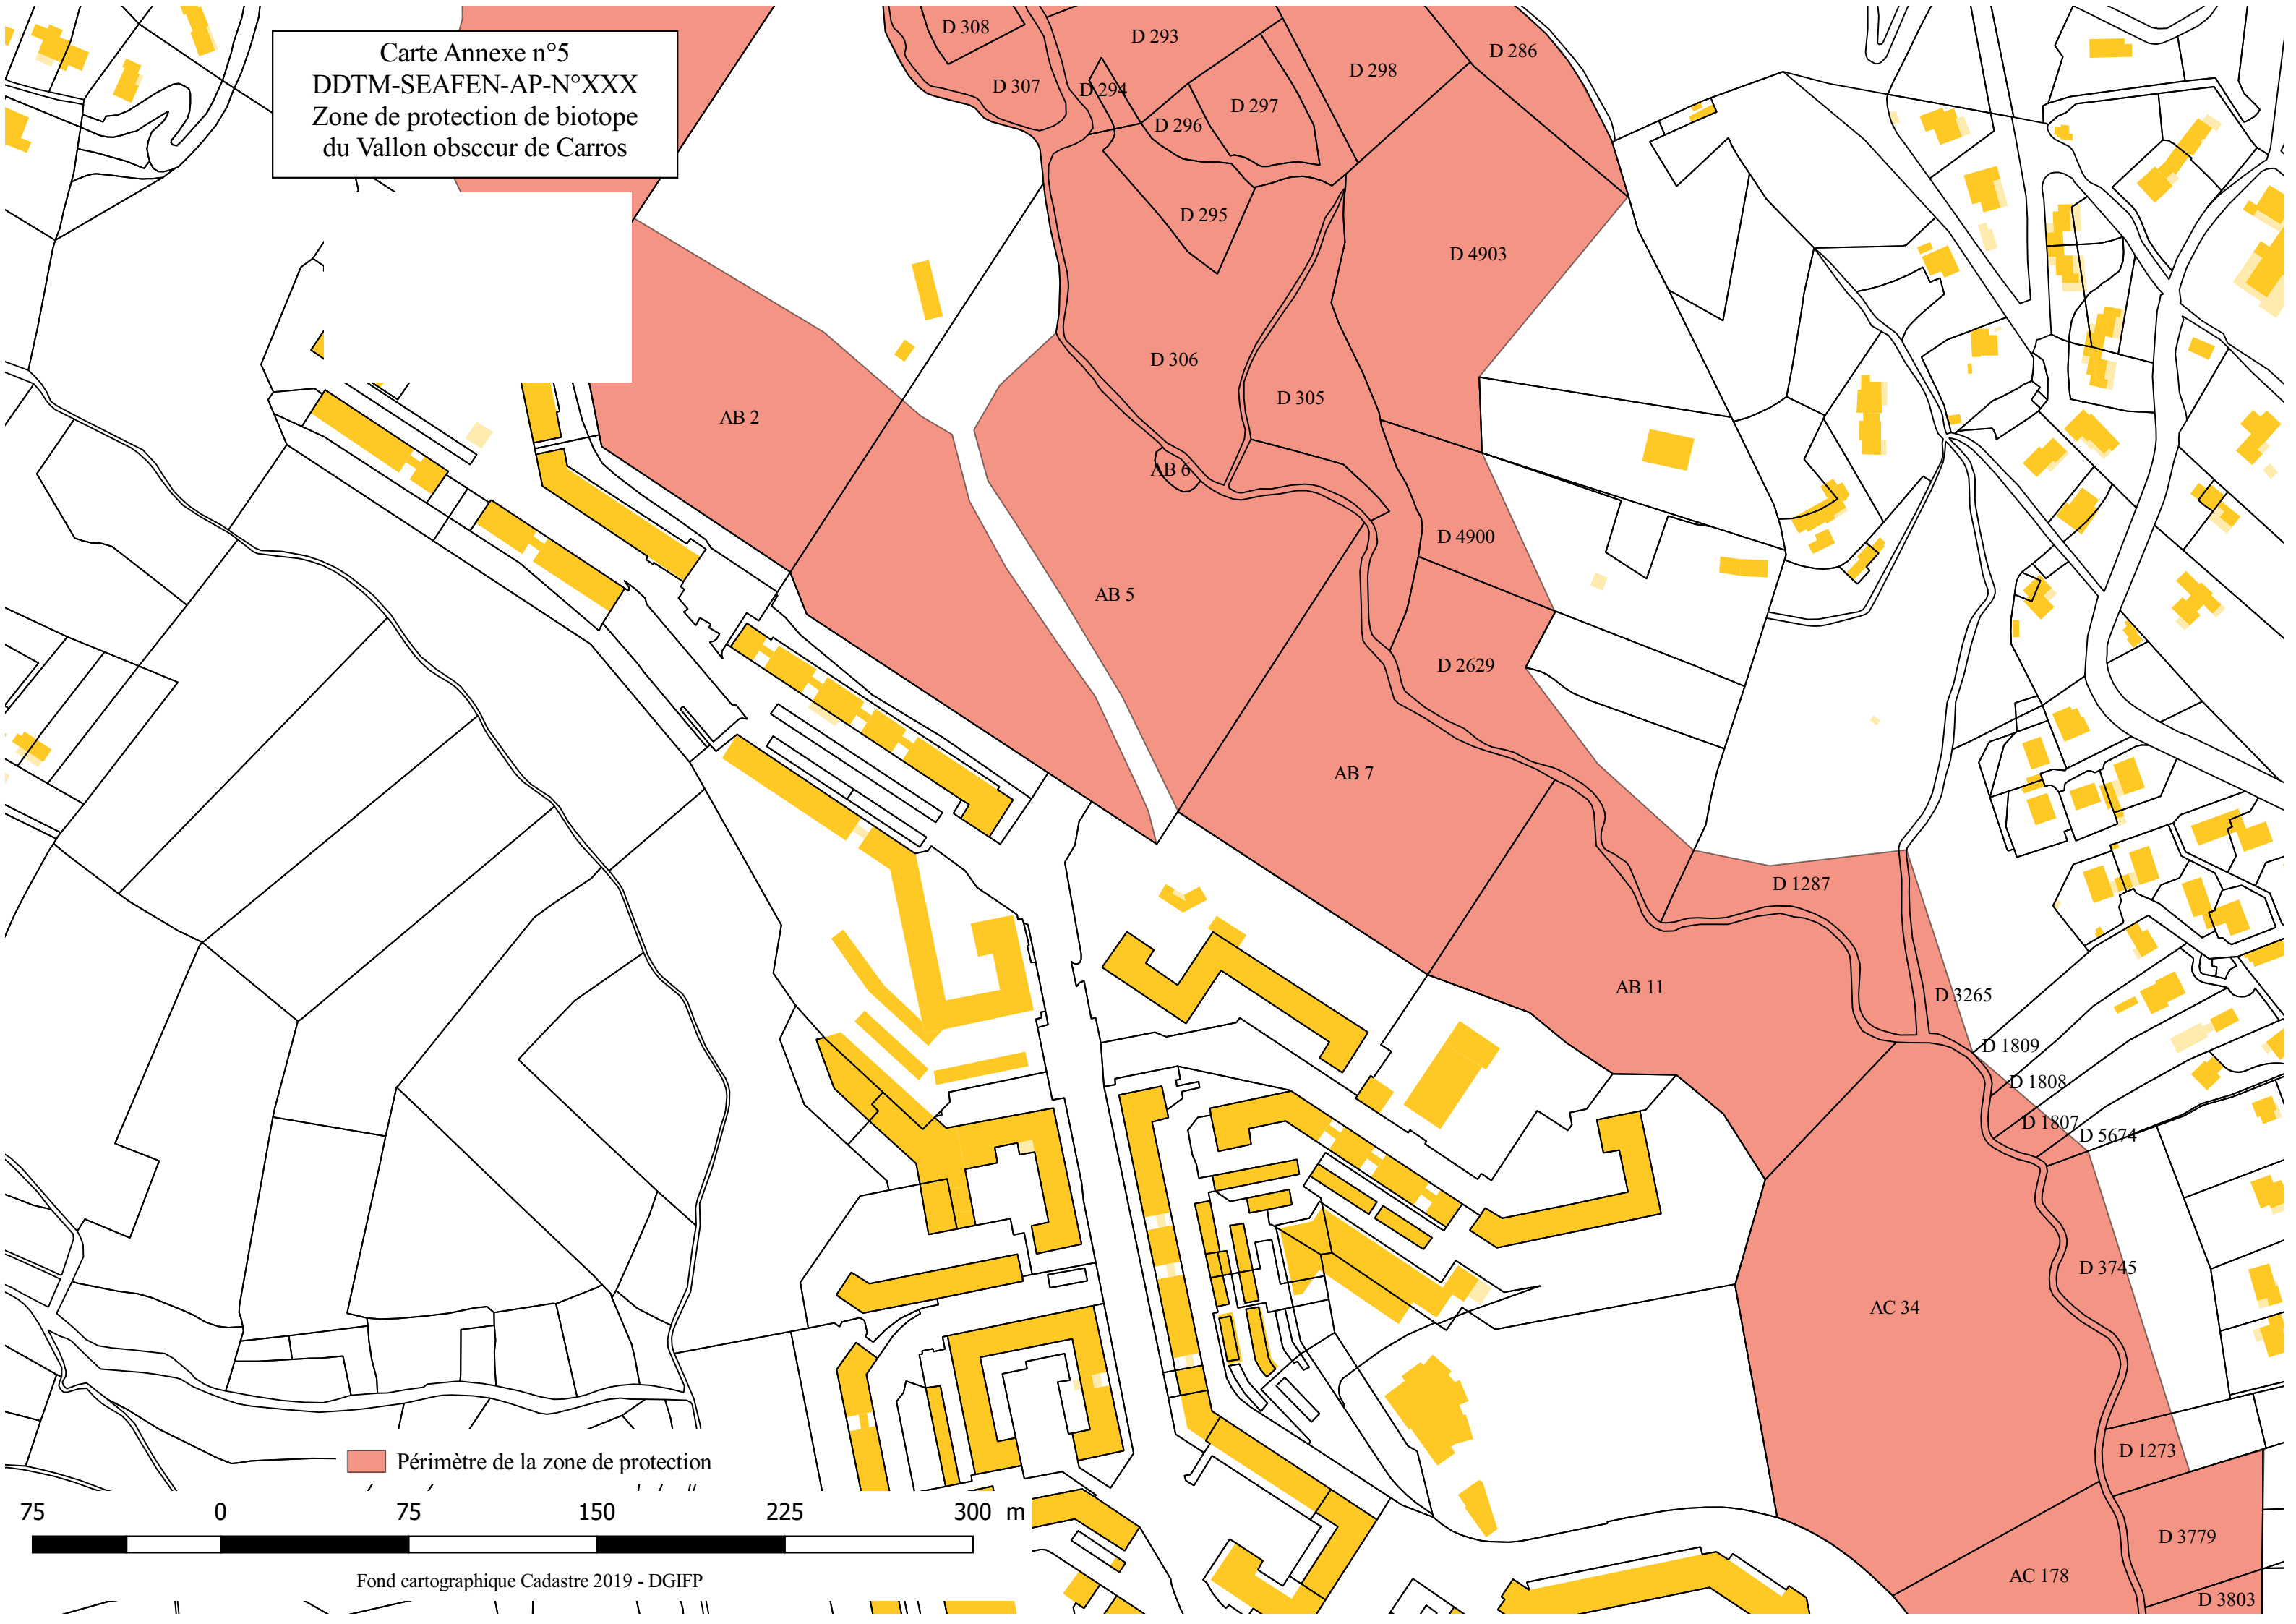 Carte Annexe n°5
DDTM-SEAFEN-AP-N°XXX
Zone de protection de biotope
du Vallon obsccur de Carros
D 308
D 293
D 286
D 298
D 307
D 294
D 297
D 296
D 295
D 4903
D 306
D 305
AB 2
AB 6
D 4900
AB 5
D 2629
AB 7
D 1287
AB 11
D 3265
D 1809
D 1808
D 1807
D 5674
D 3745
AC 34
D 1273
D 3779
AC 178
D 3803
Périmètre de la zone de protection
75 0 75 150 225 300 m
Fond cartographique Cadastre 2019 - DGIFP